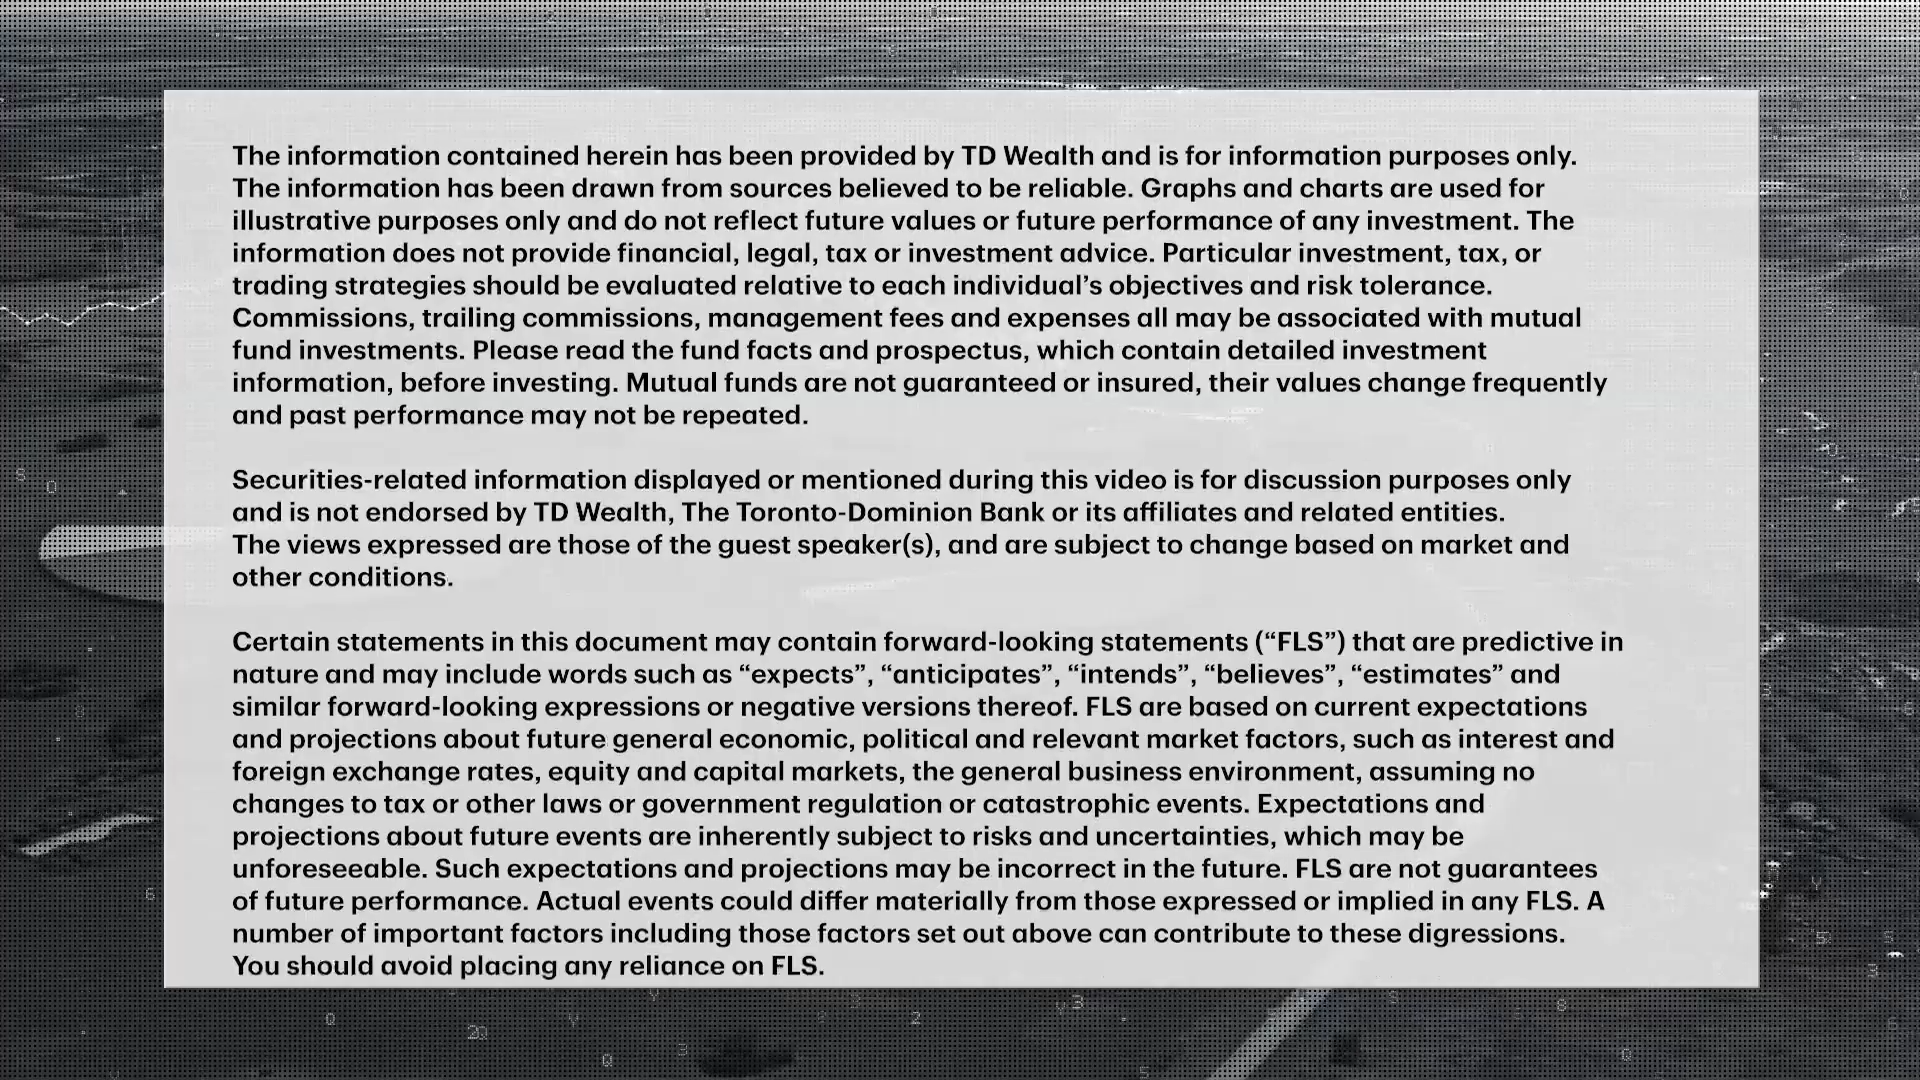 The information contained herein has been provided by TD Wealth and is for information purposes only.
The information has been drawn from sources believed to be reliable. Graphs and charts are used for
illustrative purposes only and do not reflect future values or future performance of any investment. The
information does not provide financial, legal, tax or investment advice. Particular investment, tax, or
trading strategies should be evaluated relative to each individual’s objectives and risk tolerance.
Commissions, trailing commissions, management fees and expenses all may be associated with mutual
fund investments. Please read the fund facts and prospectus, which contain detailed investment
information, before investing. Mutual funds are not guaranteed or insured, their values change frequently
and past performance may not be repeated.
Securities-related information displayed or mentioned during this video is for discussion purposes only
and is not endorsed by TD Wealth, The Toronto-Dominion Bank or its affiliates and related entities.
The views expressed are those of the guest speaker(s), and are subject to change based on market and
other conditions.
Certain statements in this document may contain forward-looking statements (“FLS”) that are predictive in
nature and may include words such as “expects”, “anticipates”, “intends”, “believes”, “estimates” and
similar forward-looking expressions or negative versions thereof. FLS are based on current expectations
and projections about future general economic, political and relevant market factors, such as interest and
foreign exchange rates, equity and capital markets, the general business environment, assuming no
changes to tax or other laws or government regulation or catastrophic events. Expectations and
projections about future events are inherently subject to risks and uncertainties, which may be
unforeseeable. Such expectations and projections may be incorrect in the future. FLS are not guarantees
of future performance. Actual events could differ materially from those expressed or implied in any FLS. A
number of important factors including those factors set out above can contribute to these digressions.
You should avoid placing any reliance on FLS.